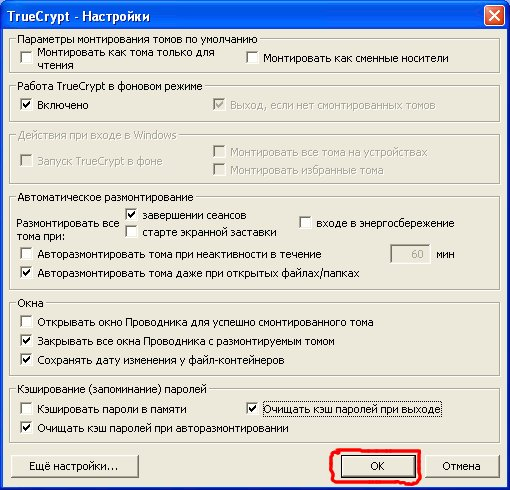 TrueCrypt - Настройки
Параметры монтирования томов по умолчанию
Монтировать как тома только для чтения
Монтировать как сменные носители
Работа TrueCrypt в фоновом режиме
Включено
Выход, если нет смонтированных томов
Действия при входе в Windows
Запуск TrueCrypt в фоне
Монтировать все тома на устройствах
Монтировать избранные тома
Автоматическое размонтирование
Размонтировать все тома при:
завершении сеансов
старте экранной заставки
входе в энергосбережение
Авторазмонтировать тома при неактивности в течение 60 мин
Авторазмонтировать тома даже при открытых файлах/папках
Окна
Открывать окно Проводника для успешно смонтированного тома
Закрывать все окна Проводника с размонтируемым томом
Сохранять дату изменения у файл-контейнеров
Кэширование (запоминание) паролей
Кэшировать пароли в памяти
Очищать кэш паролей при выходе
Очищать кэш паролей при авторазмонтировании
Ещё настройки...
OK
Отмена